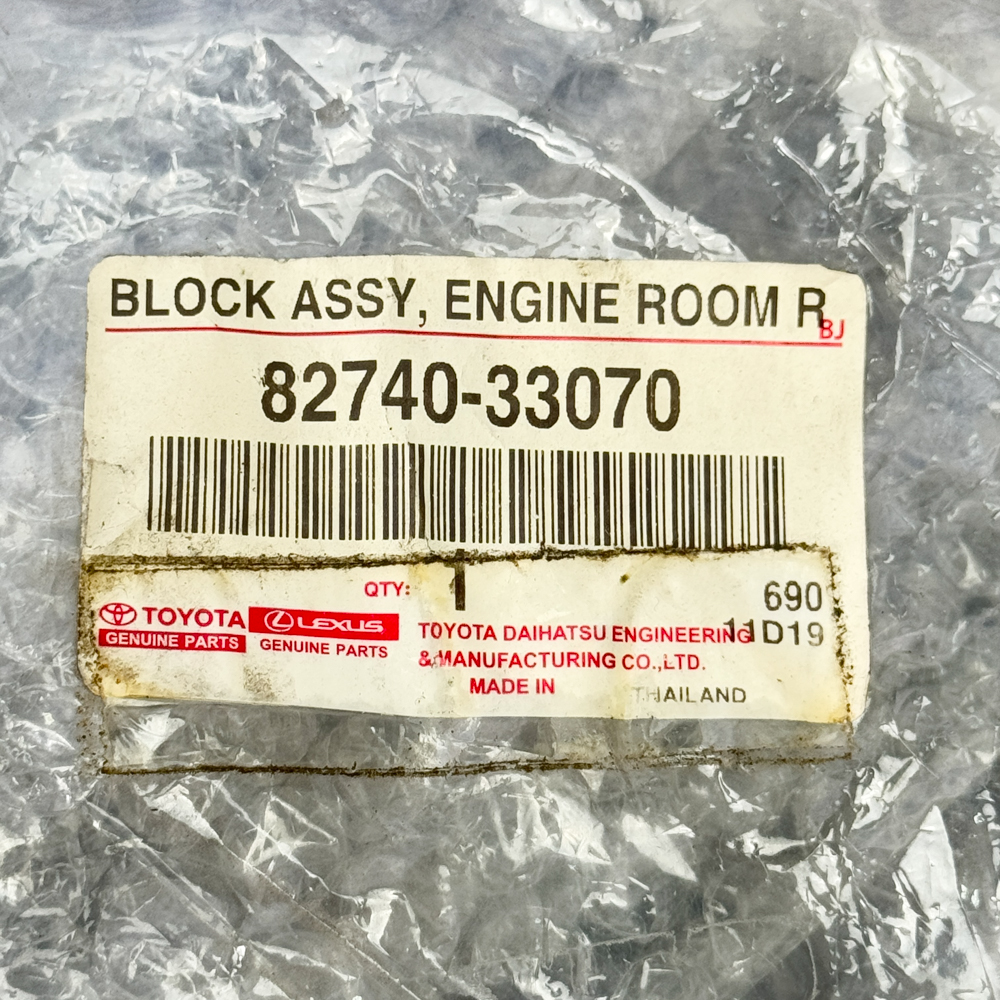 BLOCK ASSY, ENGINE ROOM R
BJ
82740-33070
QTY: 1
690
11D19
TOYOTA
GENUINE PARTS
LEXUS
GENUINE PARTS
TOYOTA DAIHATSU ENGINEERING
& MANUFACTURING CO.,LTD.
MADE IN THAILAND